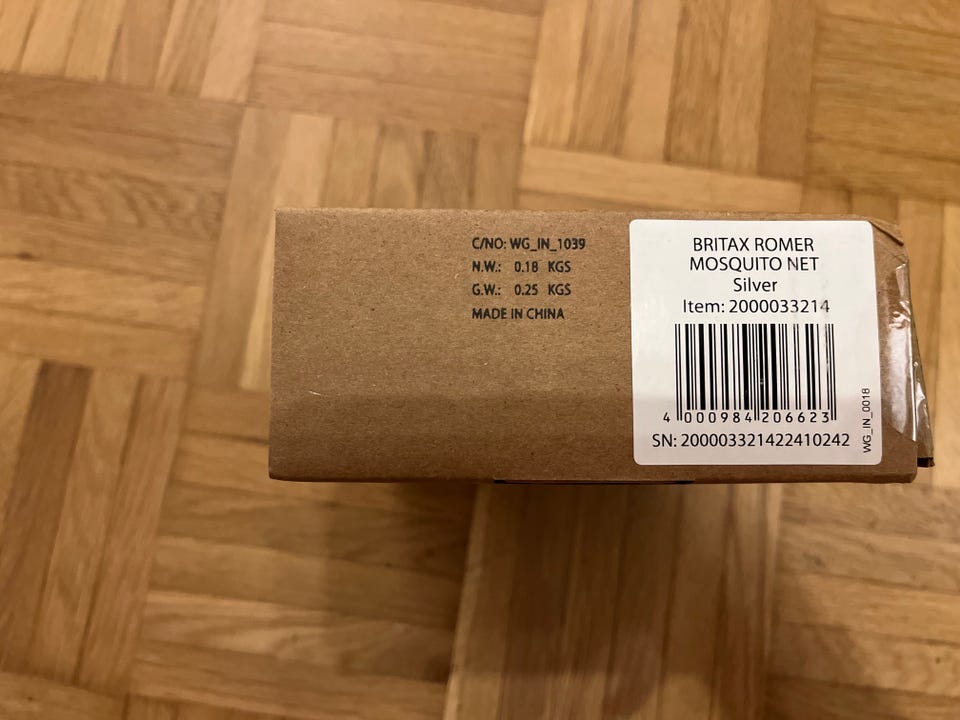 C/NO: WG_IN_1039
N.W.: 0.18 KGS
G.W.: 0.25 KGS
MADE IN CHINA
BRITAX ROMER
MOSQUITO NET
Silver
Item: 2000033214
4 000984 206623
SN: 200003321422410242
WG_IN_0018